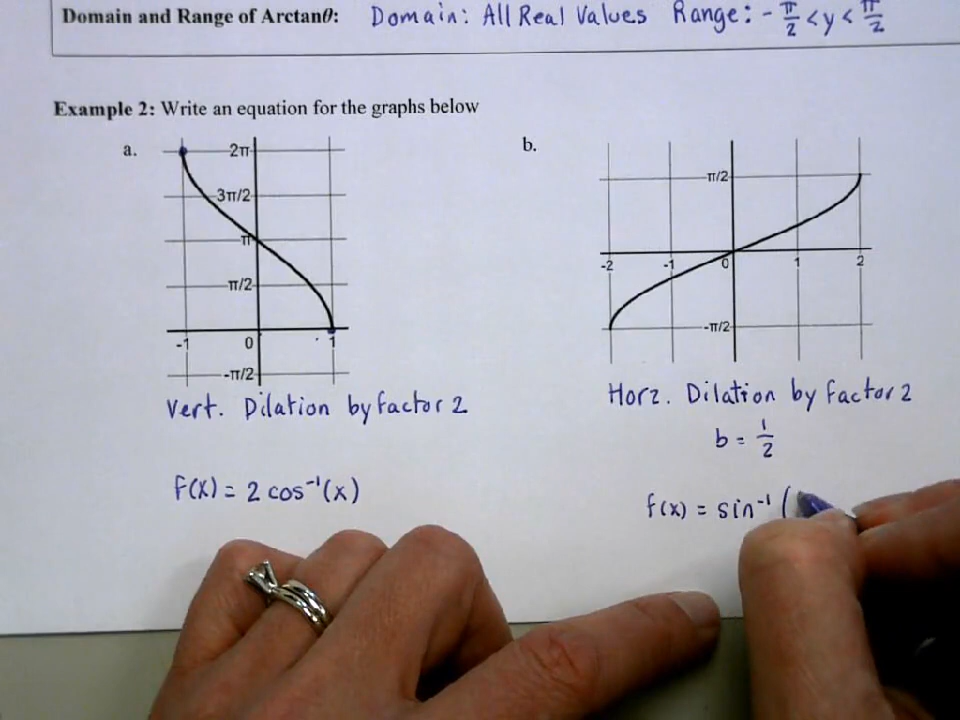 Domain and Range of Arctanθ: Domain: All Real Values Range: -π/2 < y < π/2
Example 2: Write an equation for the graphs below
a.
2π
3π/2
π
π/2
-1 0 1
-π/2
Vert. Dilation by factor 2
f(x) = 2 cos⁻¹(x)
b.
π/2
-2 -1 0 1 2
-π/2
Horz. Dilation by factor 2
b = 1/2
f(x) = sin⁻¹ (